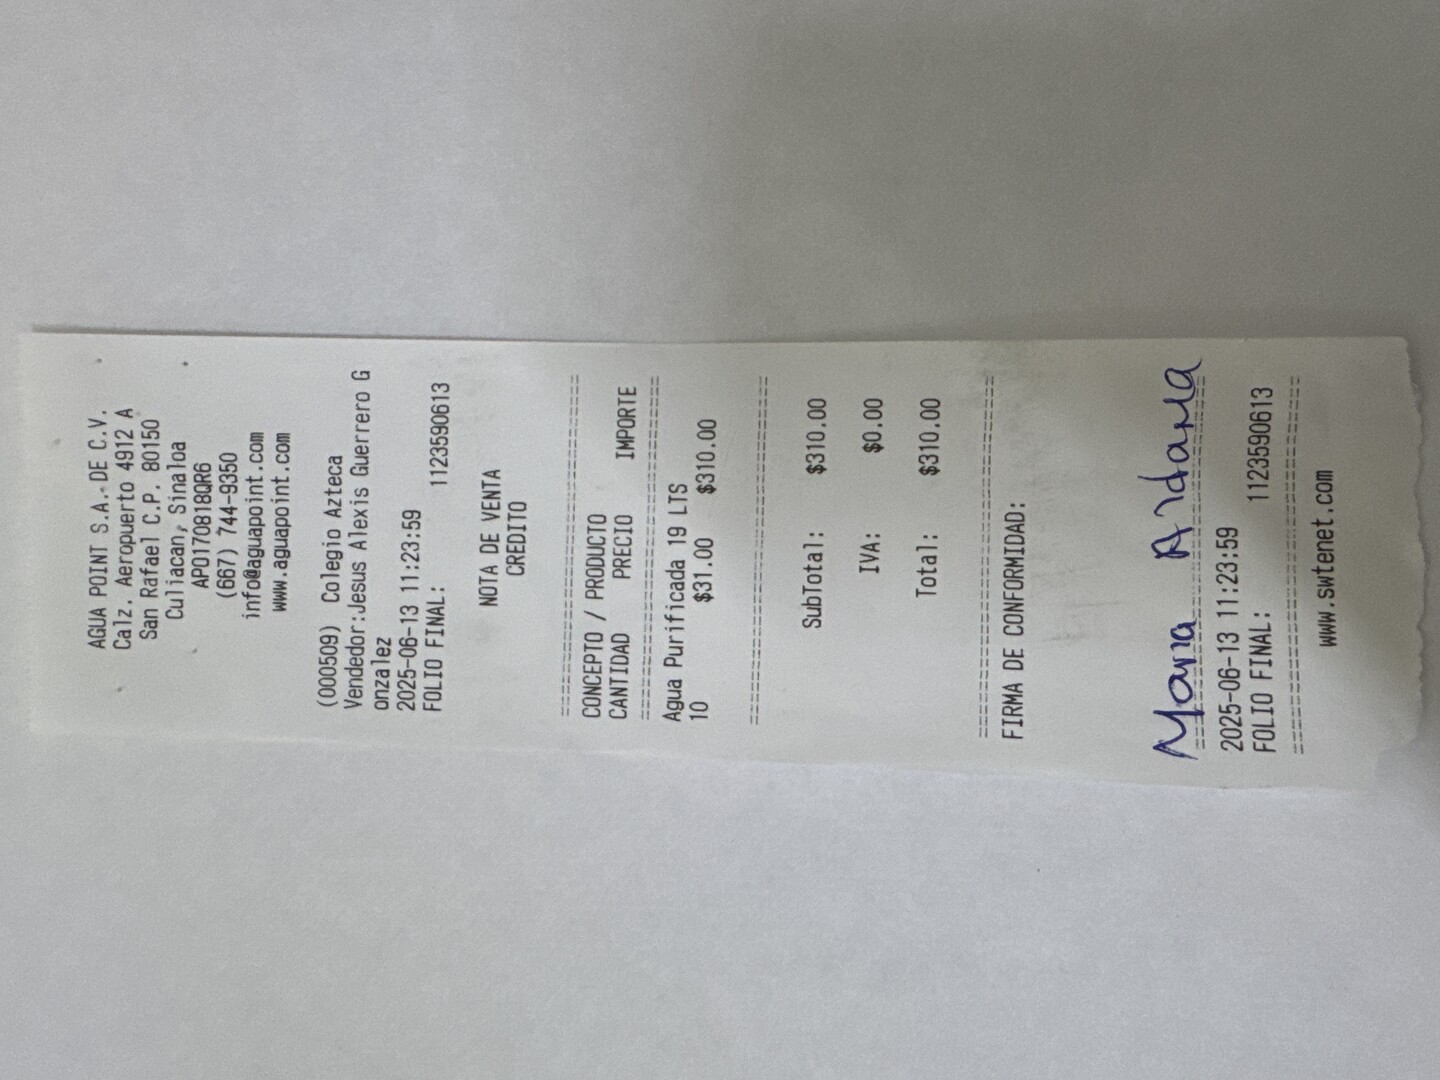 AGUA POINT S.A. DE C.V.
Calz. Aeropuerto 4912 A
San Rafael C.P. 80150
Culiacan, Sinaloa
APO170818QR6
(667) 744-9350
info@aguapoint.com
www.aguapoint.com
(000509) Colegio Azteca
Vendedor:Jesus Alexis Guerrero G
onzalez
2025-06-13 11:23:59
FOLIO FINAL: 1123590613
NOTA DE VENTA
CREDITO
================================
CONCEPTO / PRODUCTO
CANTIDAD PRECIO IMPORTE
================================
Agua Purificada 19 LTS
10 $31.00 $310.00
================================
SubTotal: $310.00
IVA: $0.00
Total: $310.00
================================
FIRMA DE CONFORMIDAD:
Maria Aldama
================================
2025-06-13 11:23:59
FOLIO FINAL: 1123590613
================================
www.swtenet.com